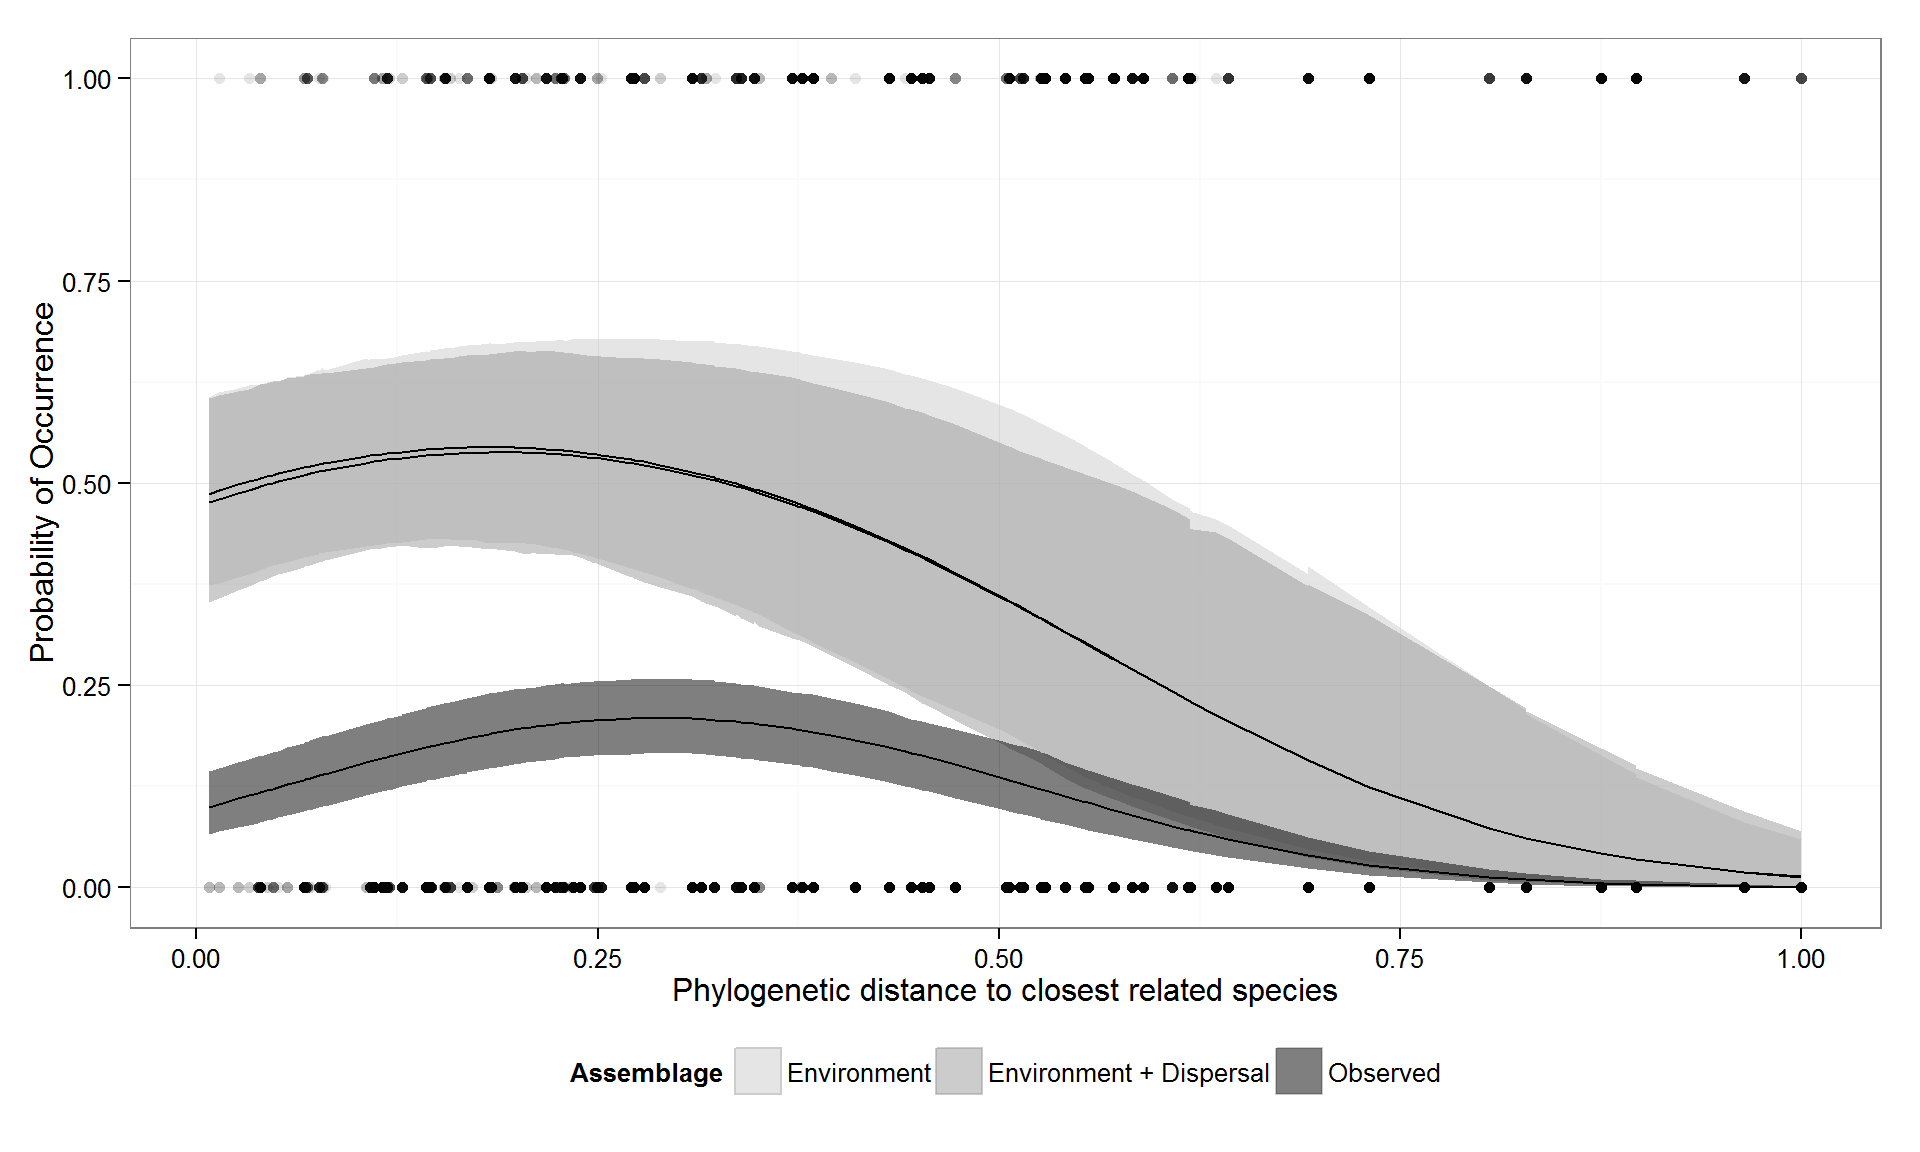 1.00
0.75
0.50
0.25
0.00
Probability of Occurrence
0.00 0.25 0.50 0.75 1.00
Phylogenetic distance to closest related species
Assemblage Environment Environment + Dispersal Observed